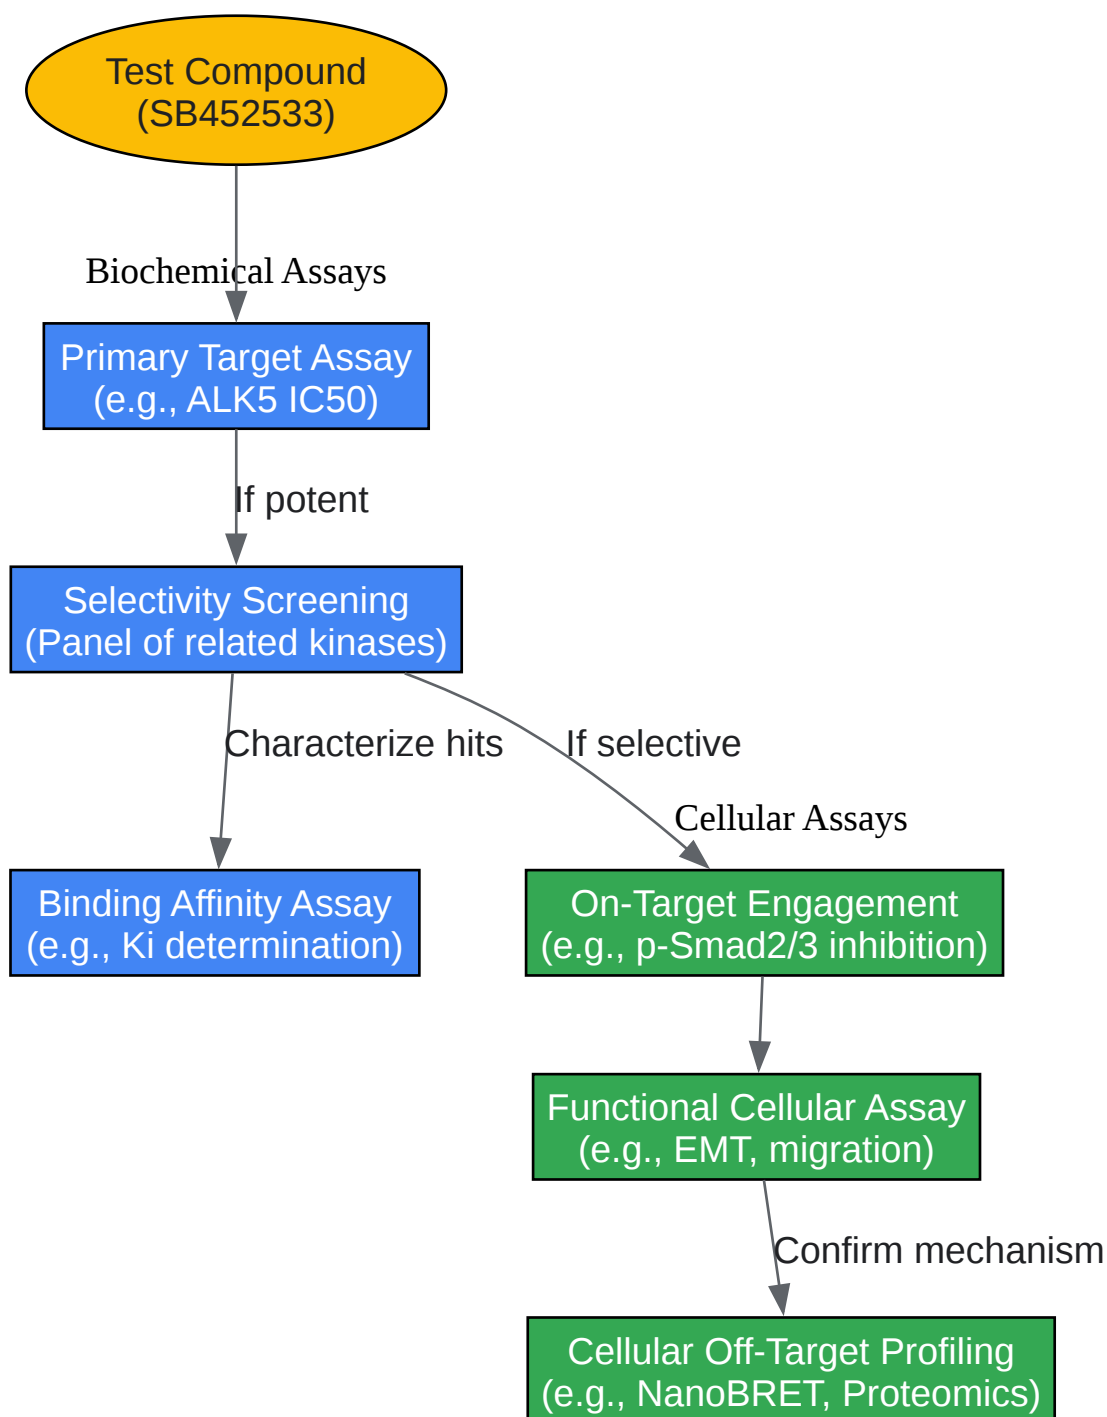 Test Compound
(SB452533)
Biochemical Assays
Primary Target Assay
(e.g., ALK5 IC50)
If potent
Selectivity Screening
(Panel of related kinases)
Characterize hits
If selective
Cellular Assays
Binding Affinity Assay
(e.g., Ki determination)
On-Target Engagement
(e.g., p-Smad2/3 inhibition)
Functional Cellular Assay
(e.g., EMT, migration)
Confirm mechanism
Cellular Off-Target Profiling
(e.g., NanoBRET, Proteomics)